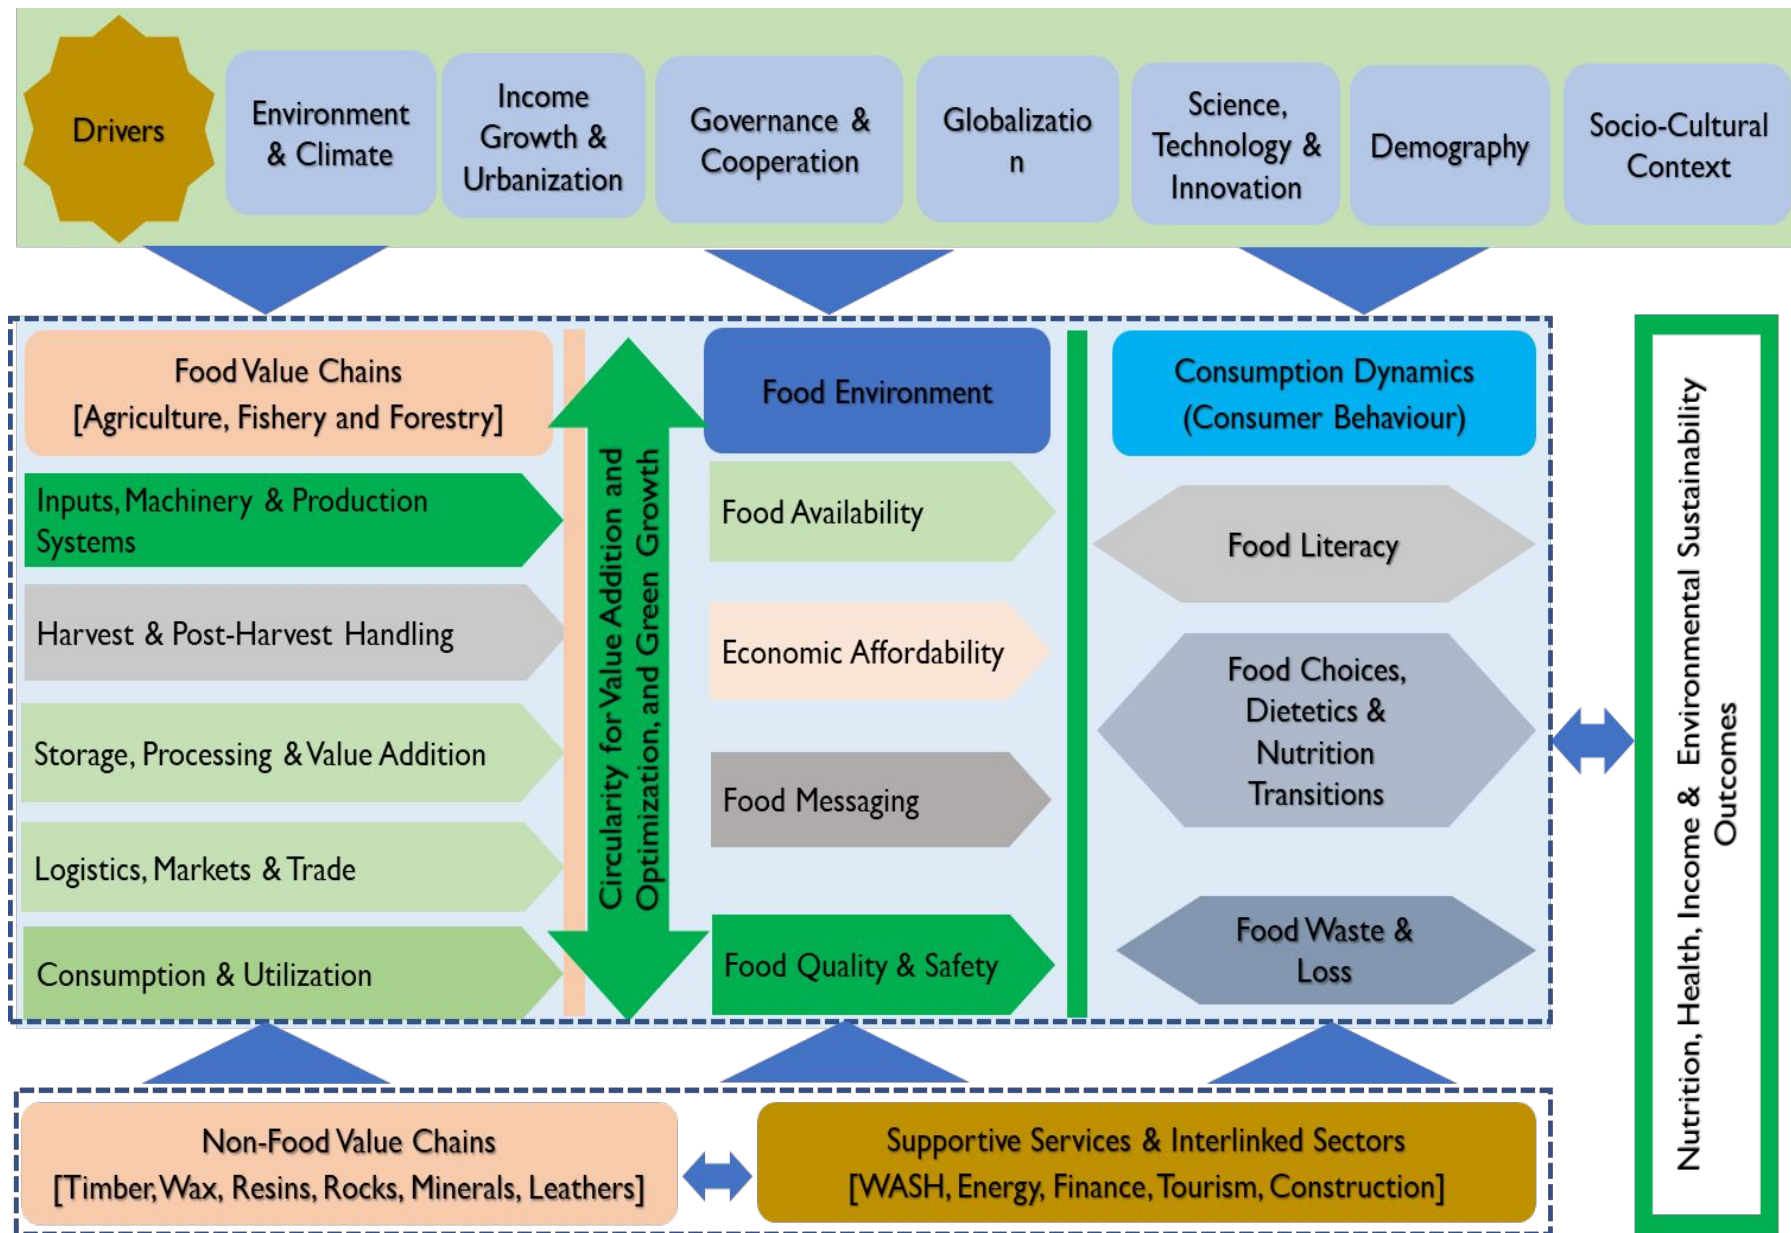 Drivers
Environment
& Climate
Income
Growth &
Urbanization
Governance &
Cooperation
Globalizatio
n
Science,
Technology &
Innovation
Demography
Socio-Cultural
Context
Food Value Chains
[Agriculture, Fishery and Forestry]
Inputs, Machinery & Production
Systems
Harvest & Post-Harvest Handling
Storage, Processing & Value Addition
Logistics, Markets & Trade
Consumption & Utilization
Circularity for Value Addition and
Optimization, and Green Growth
Food Environment
Food Availability
Economic Affordability
Food Messaging
Food Quality & Safety
Consumption Dynamics
(Consumer Behaviour)
Food Literacy
Food Choices,
Dietetics &
Nutrition
Transitions
Food Waste &
Loss
Nutrition, Health, Income & Environmental Sustainability
Outcomes
Non-Food Value Chains
[Timber, Wax, Resins, Rocks, Minerals, Leathers]
Supportive Services & Interlinked Sectors
[WASH, Energy, Finance, Tourism, Construction]